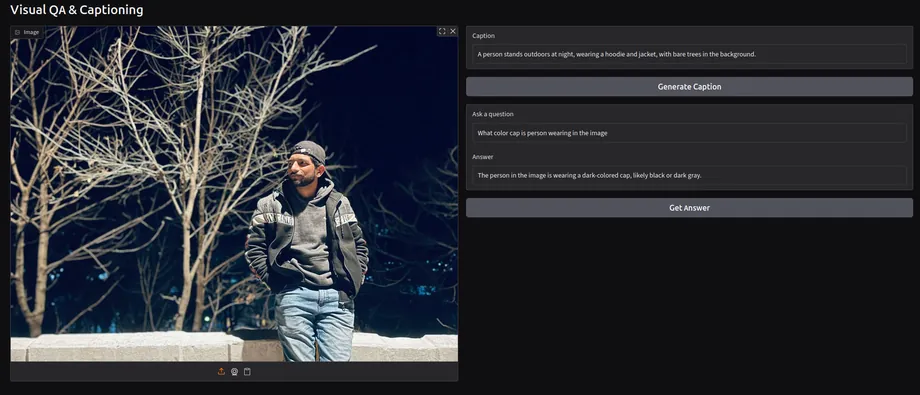 Visual QA & Captioning
Image
Caption
A person stands outdoors at night, wearing a hoodie and jacket, with bare trees in the background.
Generate Caption
Ask a question
What color cap is person wearing in the image
Answer
The person in the image is wearing a dark-colored cap, likely black or dark gray.
Get Answer